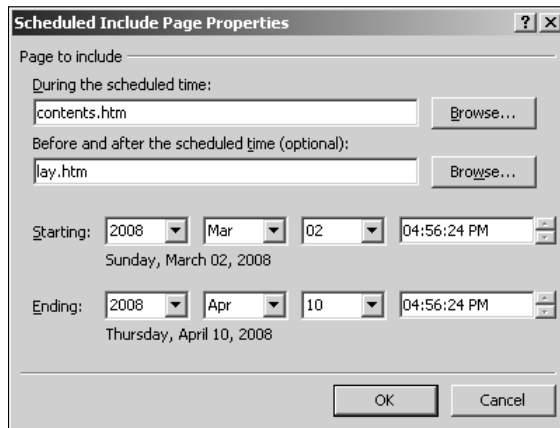 Scheduled Include Page Properties
Page to include
During the scheduled time:
contents.htm
Browse...
Before and after the scheduled time (optional):
lay.htm
Browse...
Starting: 2008 Mar 02 04:56:24 PM
Sunday, March 02, 2008
Ending: 2008 Apr 10 04:56:24 PM
Thursday, April 10, 2008
OK Cancel